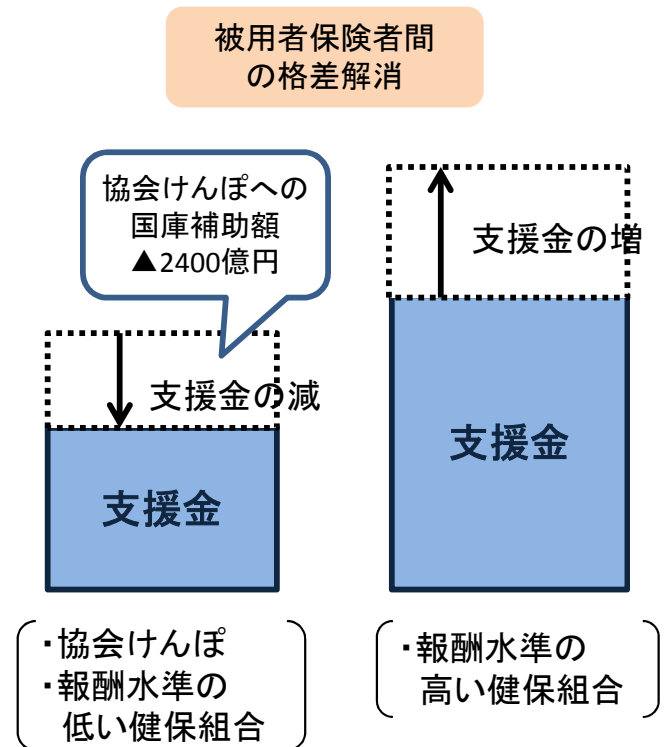 被用者保険者間
の格差解消
協会けんぽへの
国庫補助額
▲2400億円
支援金の減
支援金
・協会けんぽ
・報酬水準の
低い健保組合
支援金の増
支援金
・報酬水準の
高い健保組合